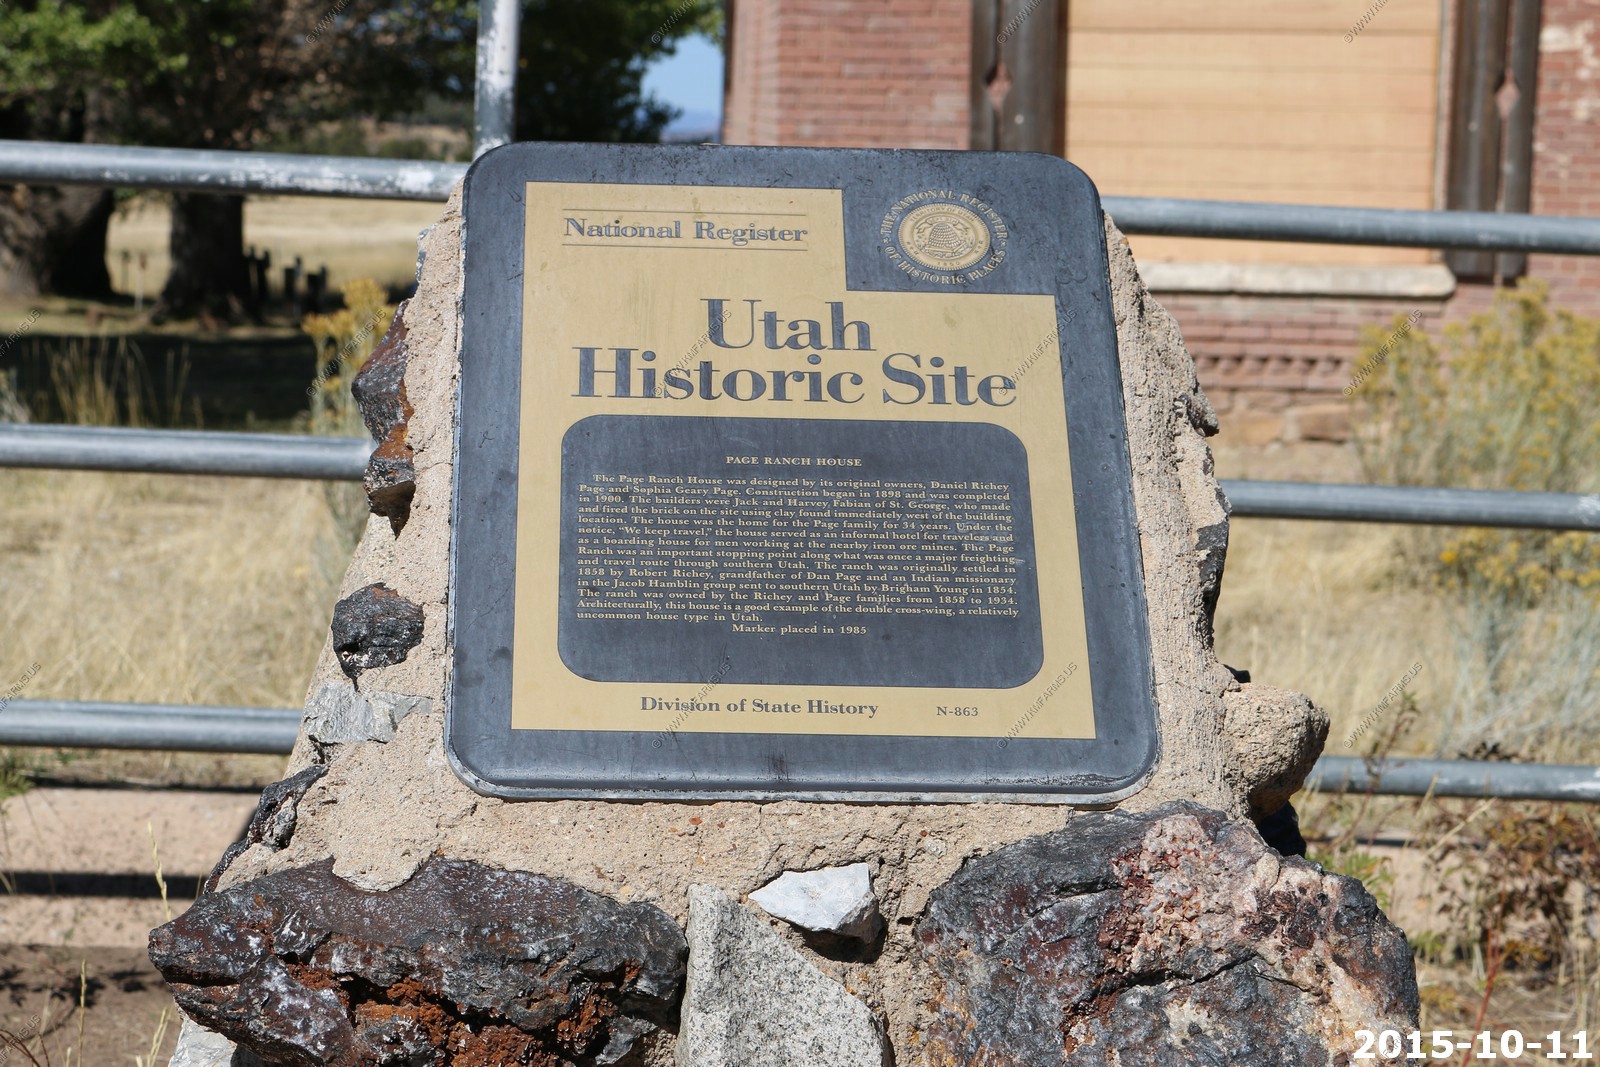 National Register
THE NATIONAL REGISTER
OF HISTORIC PLACES
Utah
Historic Site
PAGE RANCH HOUSE
The Page Ranch House was designed by its original owners, Daniel Richey
Page and Sophia Geary Page. Construction began in 1898 and was completed
in 1900. The builders were Jack and Harvey Fabian of St. George, who made
and fired the brick on the site using clay found immediately west of the building
location. The house was the home for the Page family for 34 years. Under the
notice, "We keep travel," the house served as an informal hotel for travelers and
as a boarding house for men working at the nearby iron ore mines. The Page
Ranch was an important stopping point along what was once a major freighting
and travel route through southern Utah. The ranch was originally settled in
1858 by Robert Richey, grandfather of Dan Page and an Indian missionary
in the Jacob Hamblin group sent to southern Utah by Brigham Young in 1854.
The ranch was owned by the Richey and Page families from 1858 to 1934.
Architecturally, this house is a good example of the double cross-wing, a relatively
uncommon house type in Utah.
Marker placed in 1985
Division of State History N-863
©WWW.KMFARMS.US
2015-10-11